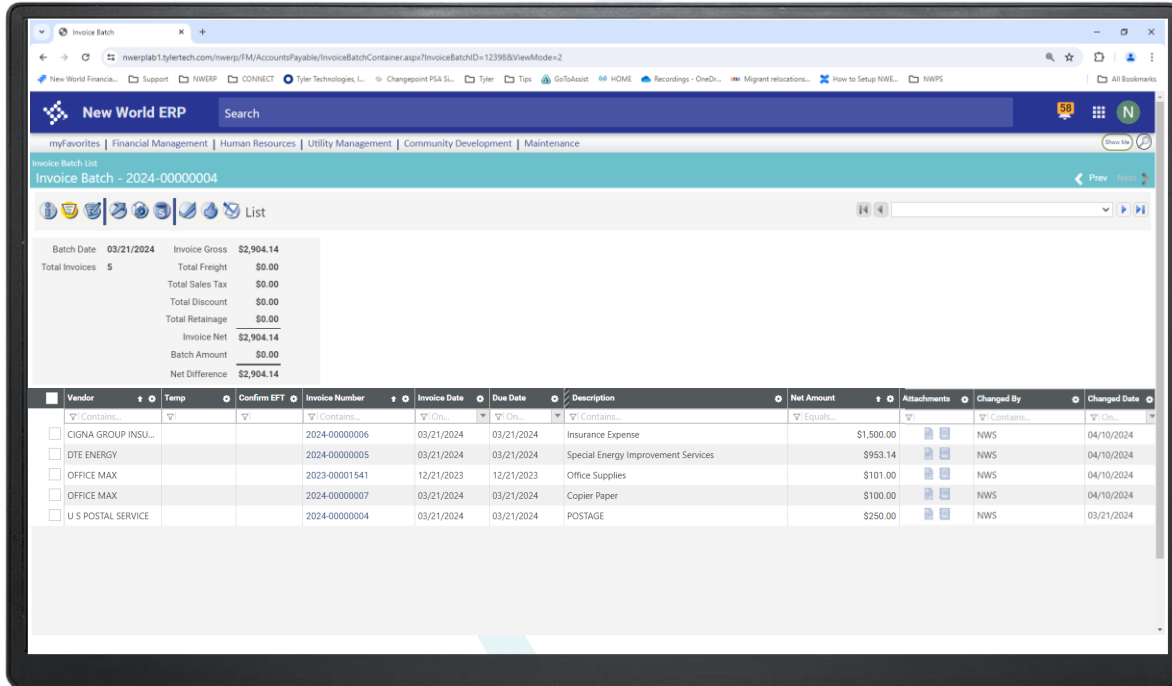 Invoice Batch
nwerplab1.tylertech.com/nwerp/FM/AccountsPayable/InvoiceBatchContainer.aspx?InvoiceBatchID=12398&ViewMode=2
New World Financia... Support NWERP CONNECT Tyler Technologies, I... Changepoint PSA Si... Tyler Tips GoToAssist HOME Recordings - OneDr... Migrant relocations... How to Setup NWE... NWPS All Bookmarks
New World ERP Search 58 N
myFavorites | Financial Management | Human Resources | Utility Management | Community Development | Maintenance Show Me
Invoice Batch List
Invoice Batch - 2024-00000004 Prev Next
List
Batch Date 03/21/2024 Invoice Gross $2,904.14
Total Invoices 5 Total Freight $0.00
Total Sales Tax $0.00
Total Discount $0.00
Total Retainage $0.00
Invoice Net $2,904.14
Batch Amount $0.00
Net Difference $2,904.14
Vendor Temp Confirm EFT Invoice Number Invoice Date Due Date Description Net Amount Attachments Changed By Changed Date
Contains... Contains... On... On... Contains... Equals... Contains... On...
CIGNA GROUP INSU... 2024-00000006 03/21/2024 03/21/2024 Insurance Expense $1,500.00 NWS 04/10/2024
DTE ENERGY 2024-00000005 03/21/2024 03/21/2024 Special Energy Improvement Services $953.14 NWS 04/10/2024
OFFICE MAX 2023-00001541 12/21/2023 12/21/2023 Office Supplies $101.00 NWS 04/10/2024
OFFICE MAX 2024-00000007 03/21/2024 03/21/2024 Copier Paper $100.00 NWS 04/10/2024
U S POSTAL SERVICE 2024-00000004 03/21/2024 03/21/2024 POSTAGE $250.00 NWS 03/21/2024